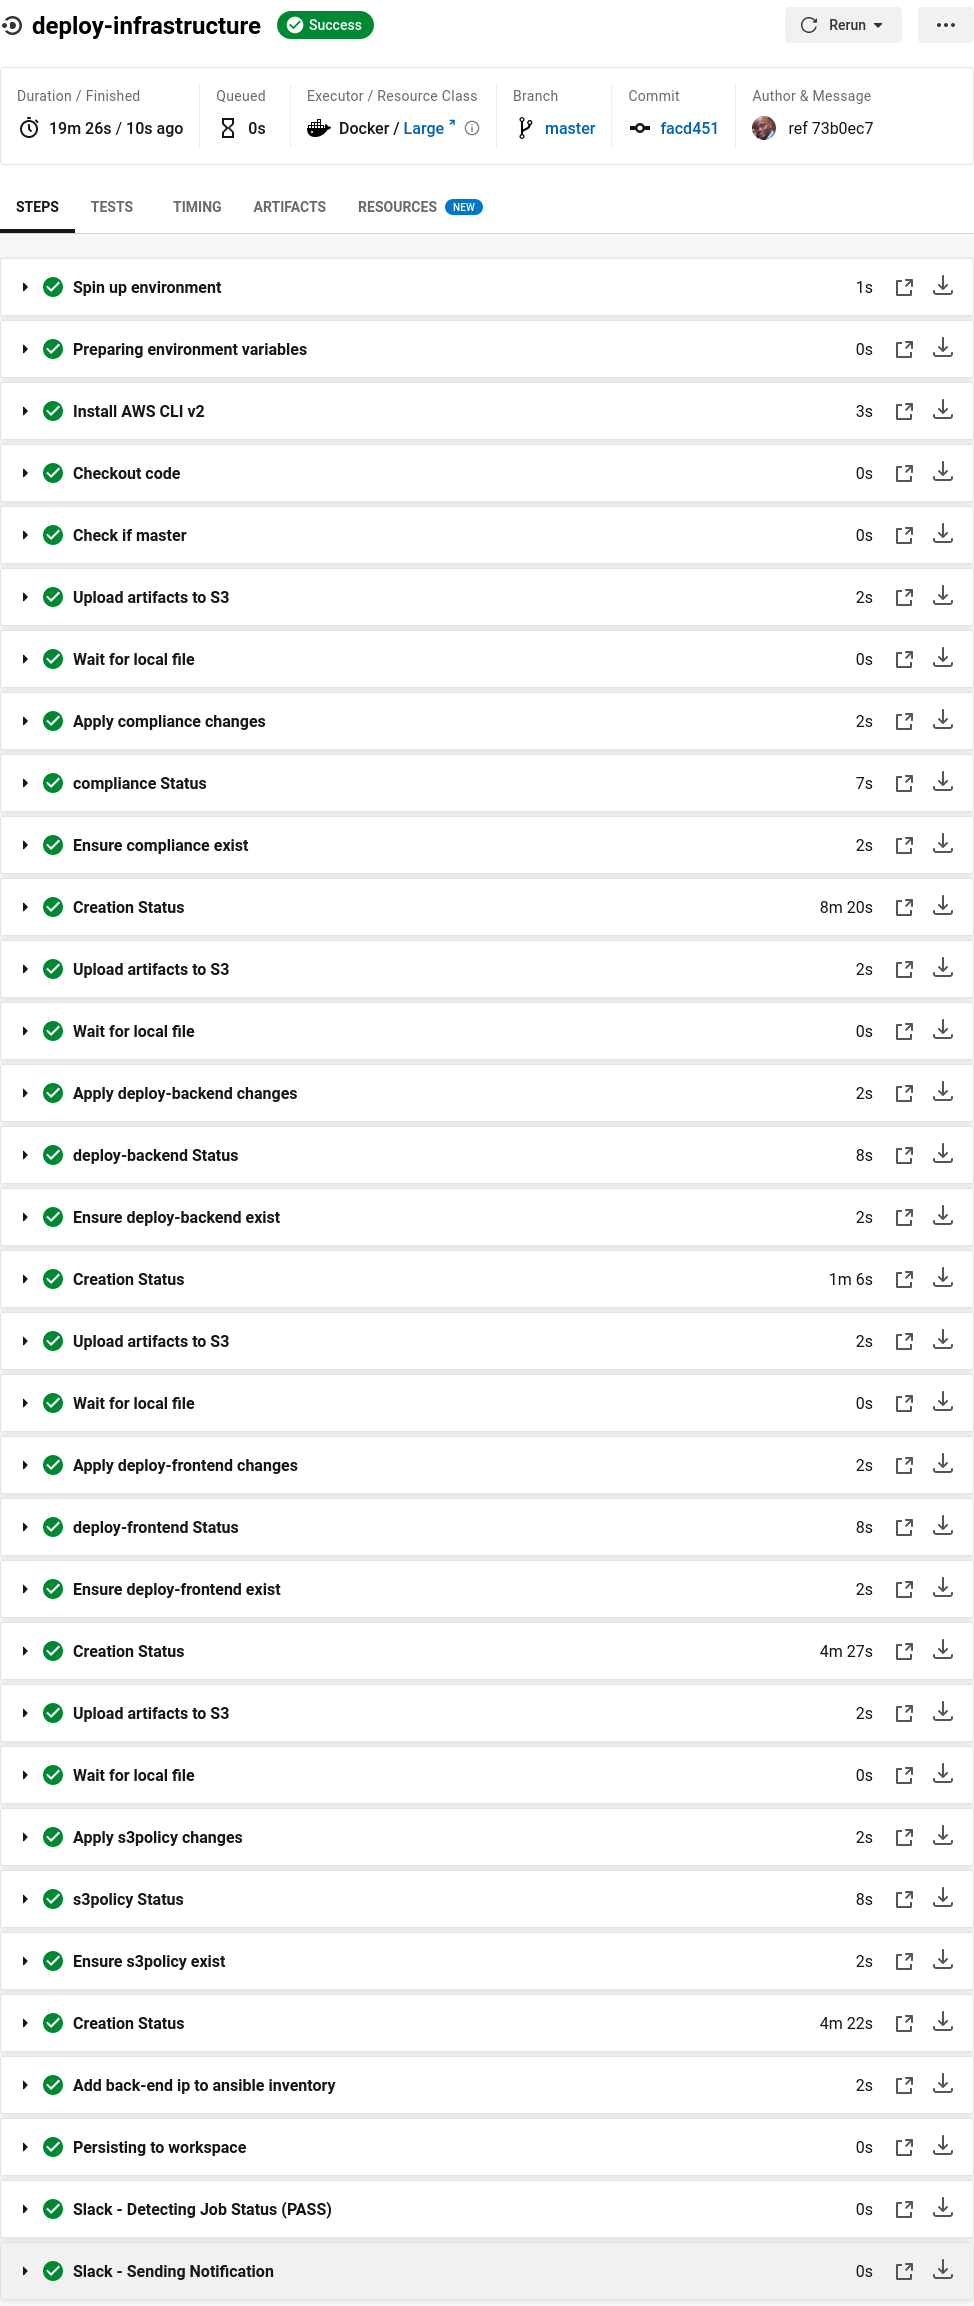 deploy-infrastructure Success Rerun
Duration / Finished Queued Executor / Resource Class Branch Commit Author & Message
19m 26s / 10s ago 0s Docker / Large master facd451 ref 73b0ec7
STEPS TESTS TIMING ARTIFACTS RESOURCES NEW
Spin up environment 1s
Preparing environment variables 0s
Install AWS CLI v2 3s
Checkout code 0s
Check if master 0s
Upload artifacts to S3 2s
Wait for local file 0s
Apply compliance changes 2s
compliance Status 7s
Ensure compliance exist 2s
Creation Status 8m 20s
Upload artifacts to S3 2s
Wait for local file 0s
Apply deploy-backend changes 2s
deploy-backend Status 8s
Ensure deploy-backend exist 2s
Creation Status 1m 6s
Upload artifacts to S3 2s
Wait for local file 0s
Apply deploy-frontend changes 2s
deploy-frontend Status 8s
Ensure deploy-frontend exist 2s
Creation Status 4m 27s
Upload artifacts to S3 2s
Wait for local file 0s
Apply s3policy changes 2s
s3policy Status 8s
Ensure s3policy exist 2s
Creation Status 4m 22s
Add back-end ip to ansible inventory 2s
Persisting to workspace 0s
Slack - Detecting Job Status (PASS) 0s
Slack - Sending Notification 0s